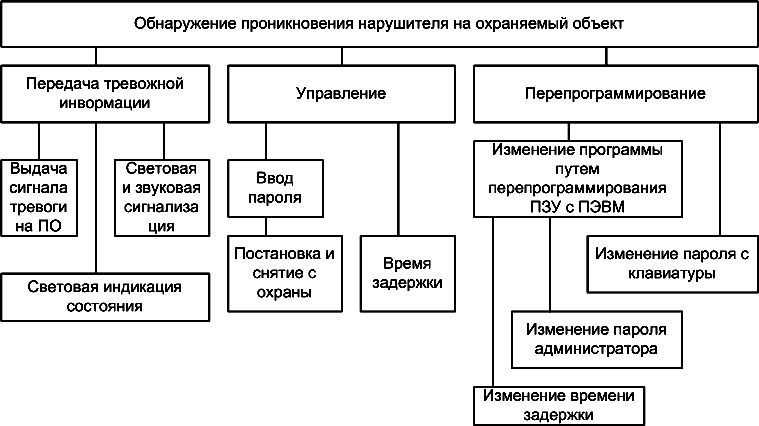 Обнаружение проникновения нарушителя на охраняемый объект
Передача тревожной
инвормации
Управление
Перепрограммирование
Выдача
сигнала
тревоги
на ПО
Световая
и звуковая
сигнализа
ция
Световая индикация
состояния
Ввод
пароля
Постановка и
снятие с
охраны
Время
задержки
Изменение программы
путем
перепрограммирования
ПЗУ с ПЭВМ
Изменение пароля с
клавиатуры
Изменение пароля
администратора
Изменение времени
задержки